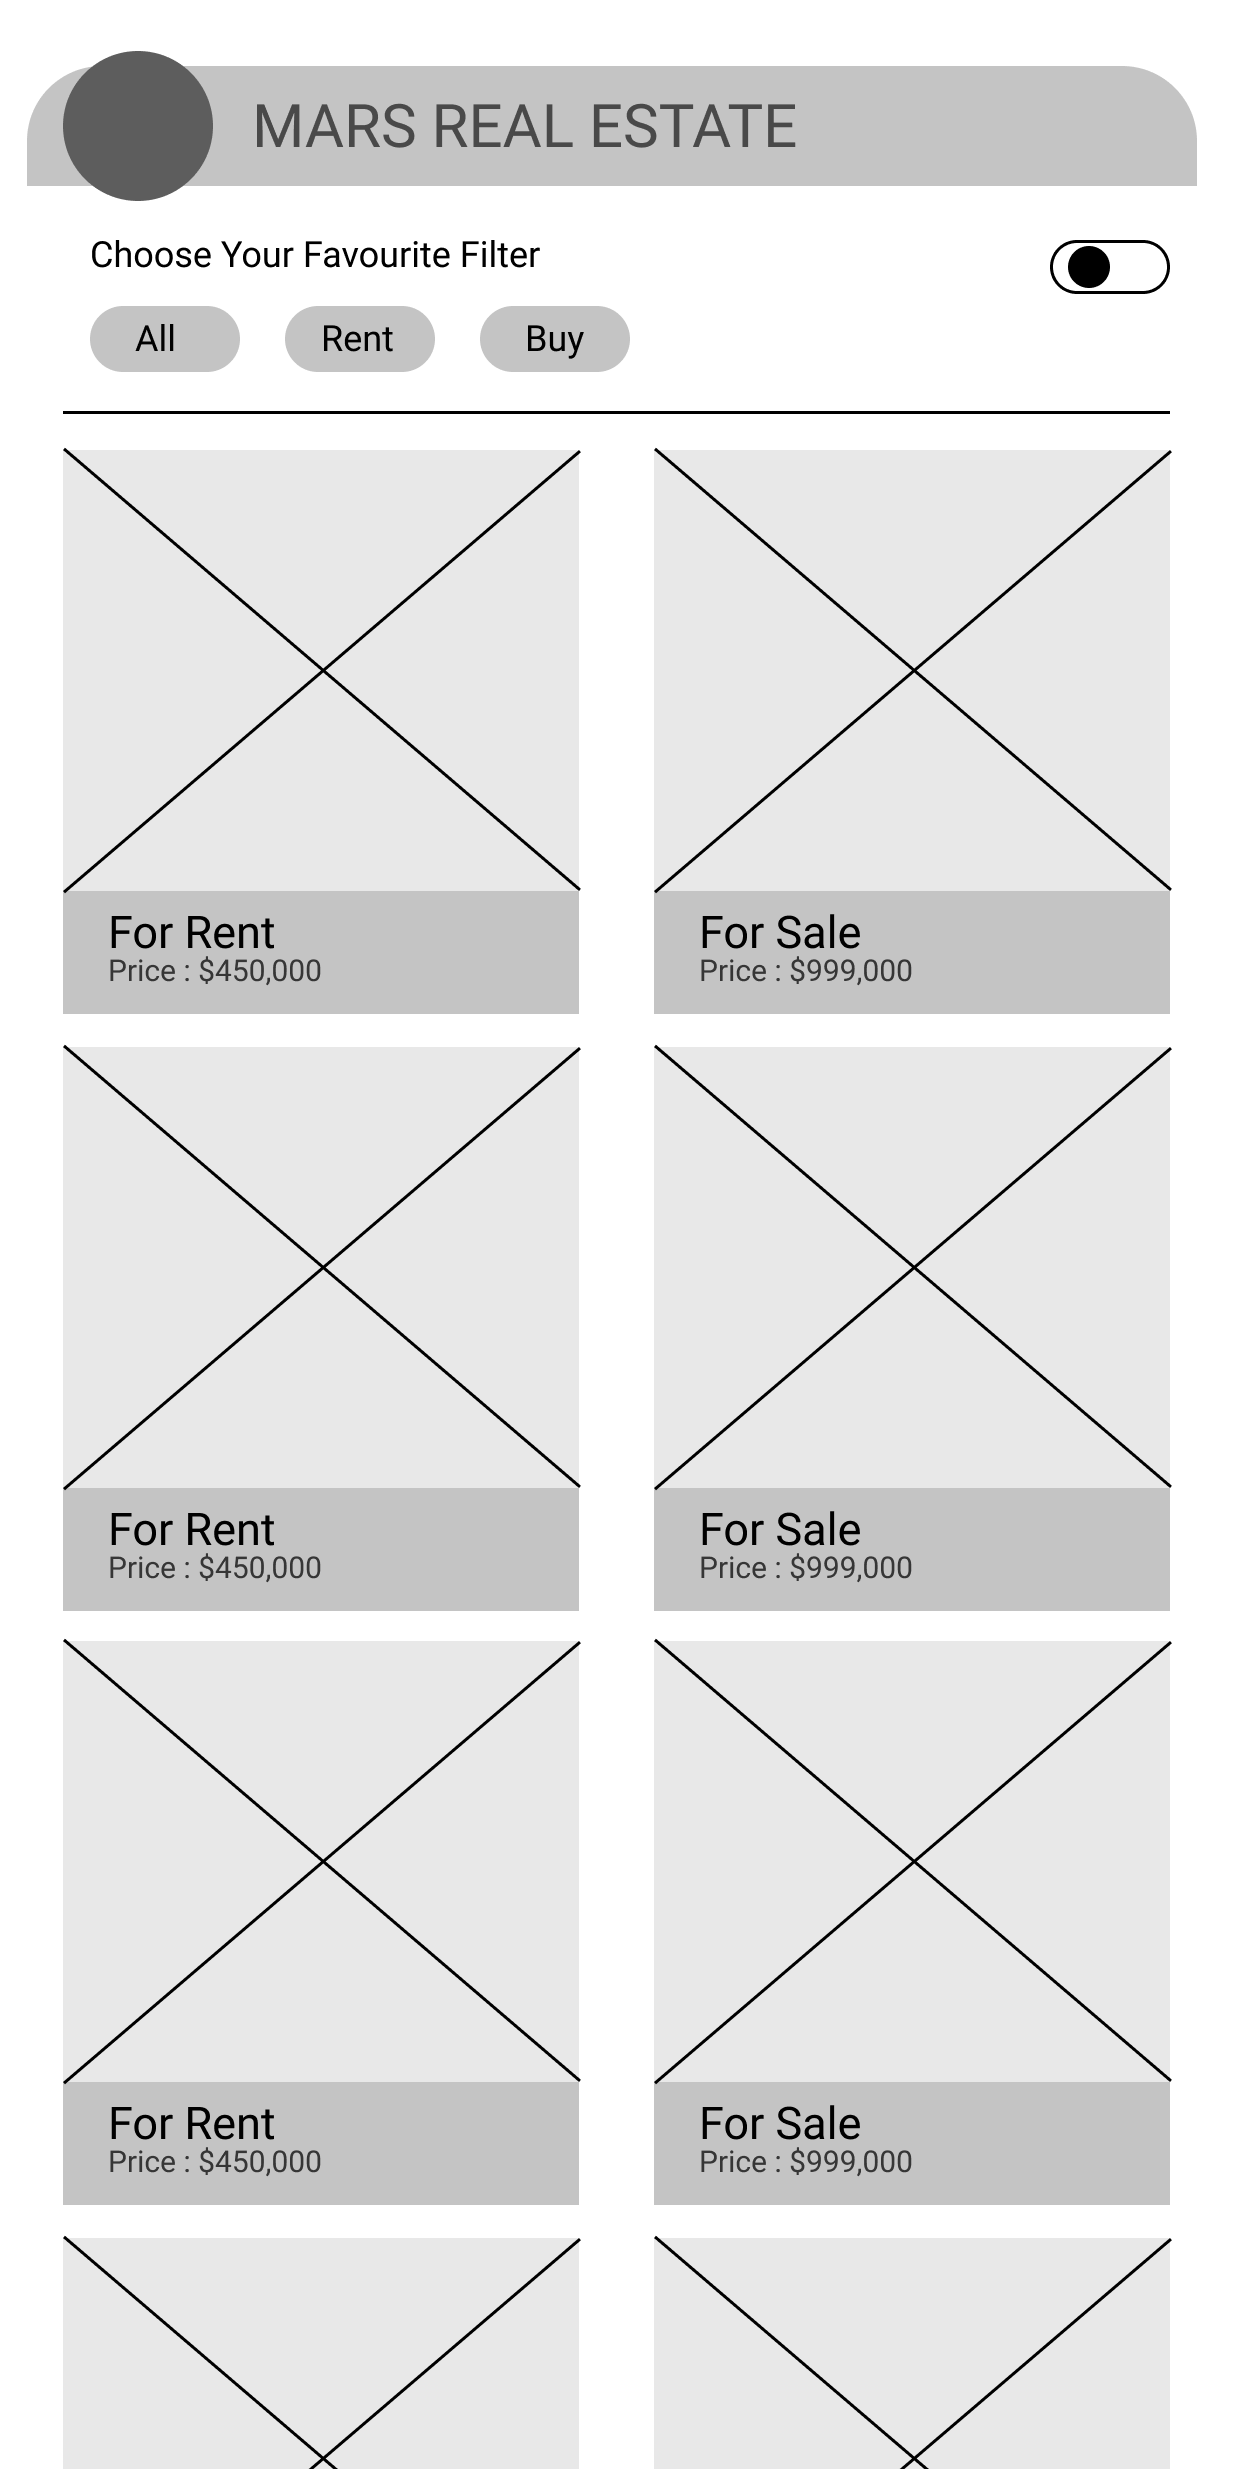 MARS REAL ESTATE
Choose Your Favourite Filter
All
Rent
Buy
For Rent
Price : $450,000
For Sale
Price : $999,000
For Rent
Price : $450,000
For Sale
Price : $999,000
For Rent
Price : $450,000
For Sale
Price : $999,000